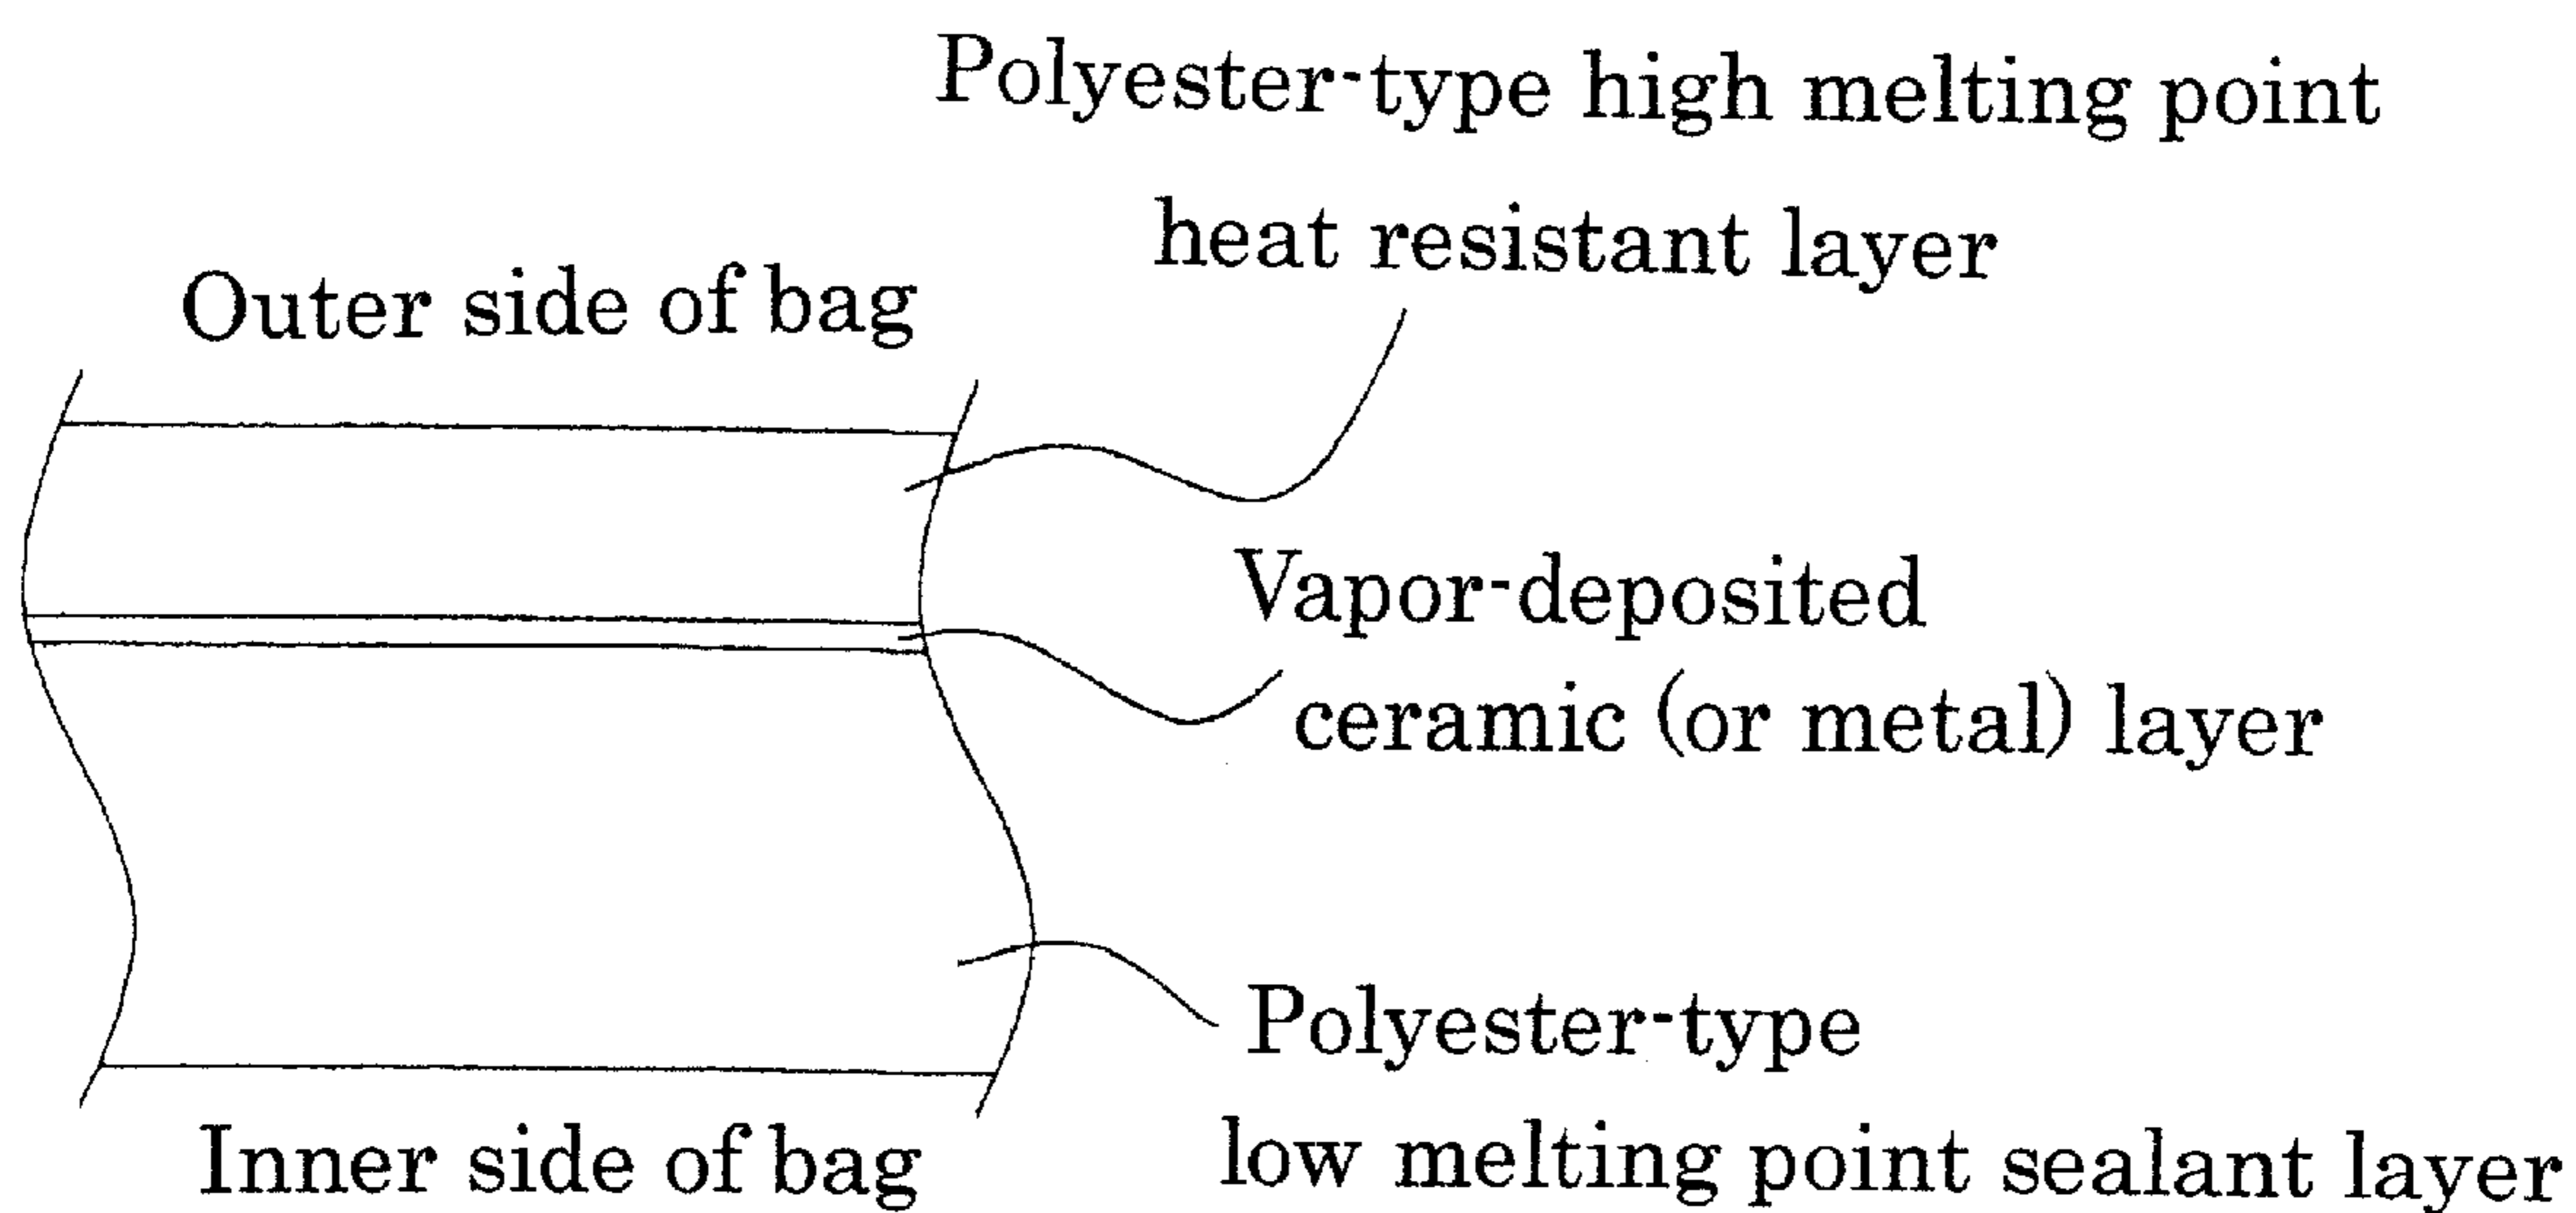 Polyester-type high melting point
heat resistant layer
Outer side of bag
Vapor-deposited
ceramic (or metal) layer
Polyester-type
low melting point sealant layer
Inner side of bag